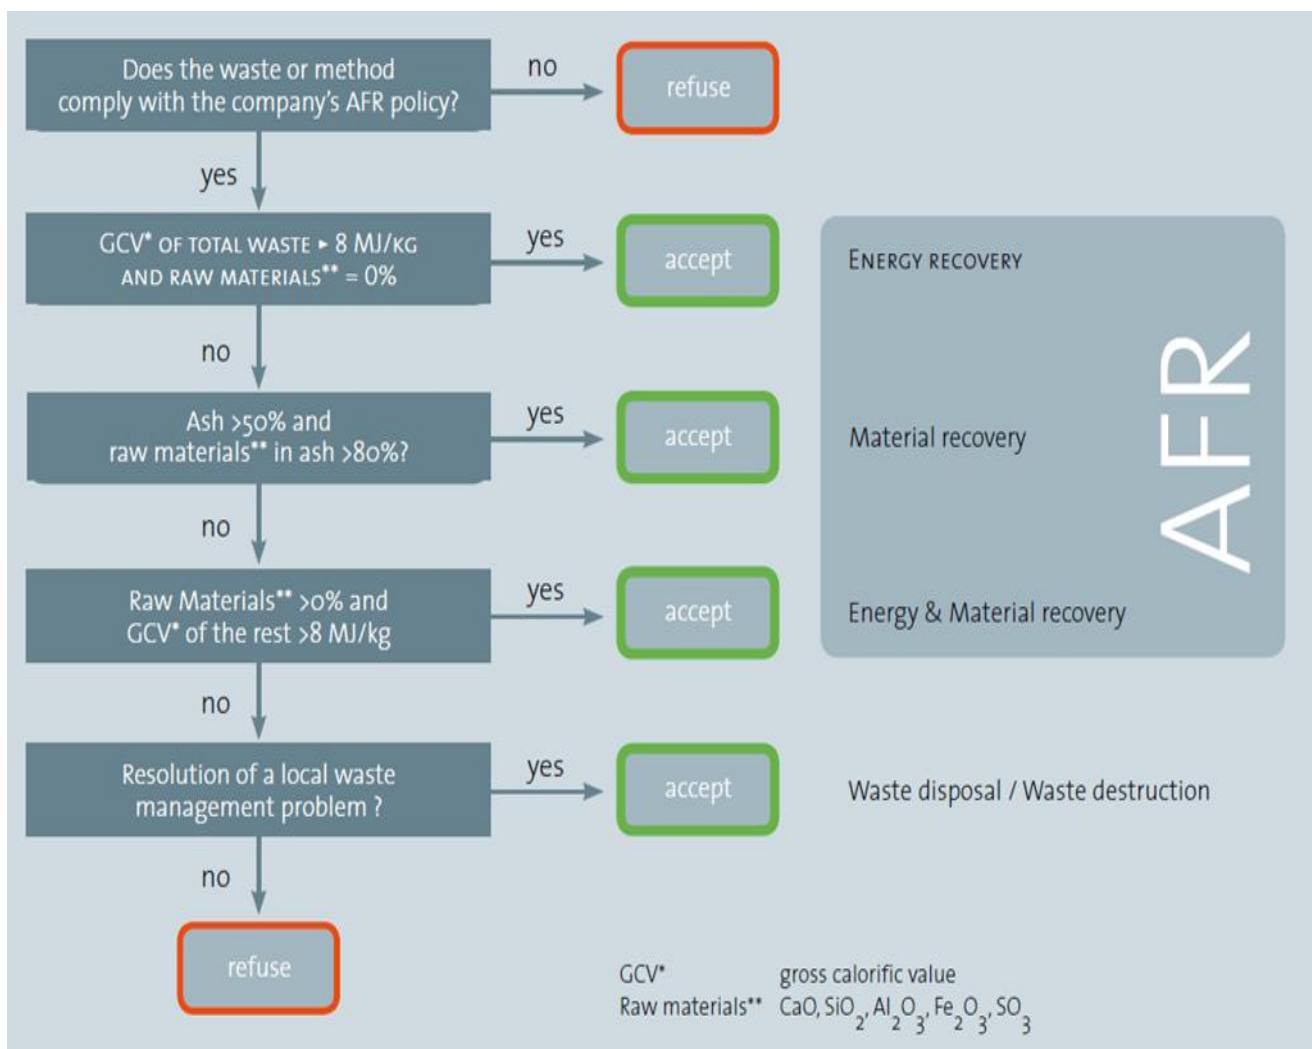 Does the waste or method
comply with the company's AFR policy?
no
refuse
yes
GCV* OF TOTAL WASTE ▸ 8 MJ/KG
AND RAW MATERIALS** = 0%
yes
accept
ENERGY RECOVERY
no
Ash >50% and
raw materials** in ash >80%?
yes
accept
Material recovery
AFR
no
Raw Materials** >0% and
GCV* of the rest >8 MJ/kg
yes
accept
Energy & Material recovery
no
Resolution of a local waste
management problem ?
yes
accept
Waste disposal / Waste destruction
no
refuse
GCV* gross calorific value
Raw materials** CaO, SiO₂, Al₂O₃, Fe₂O₃, SO₃